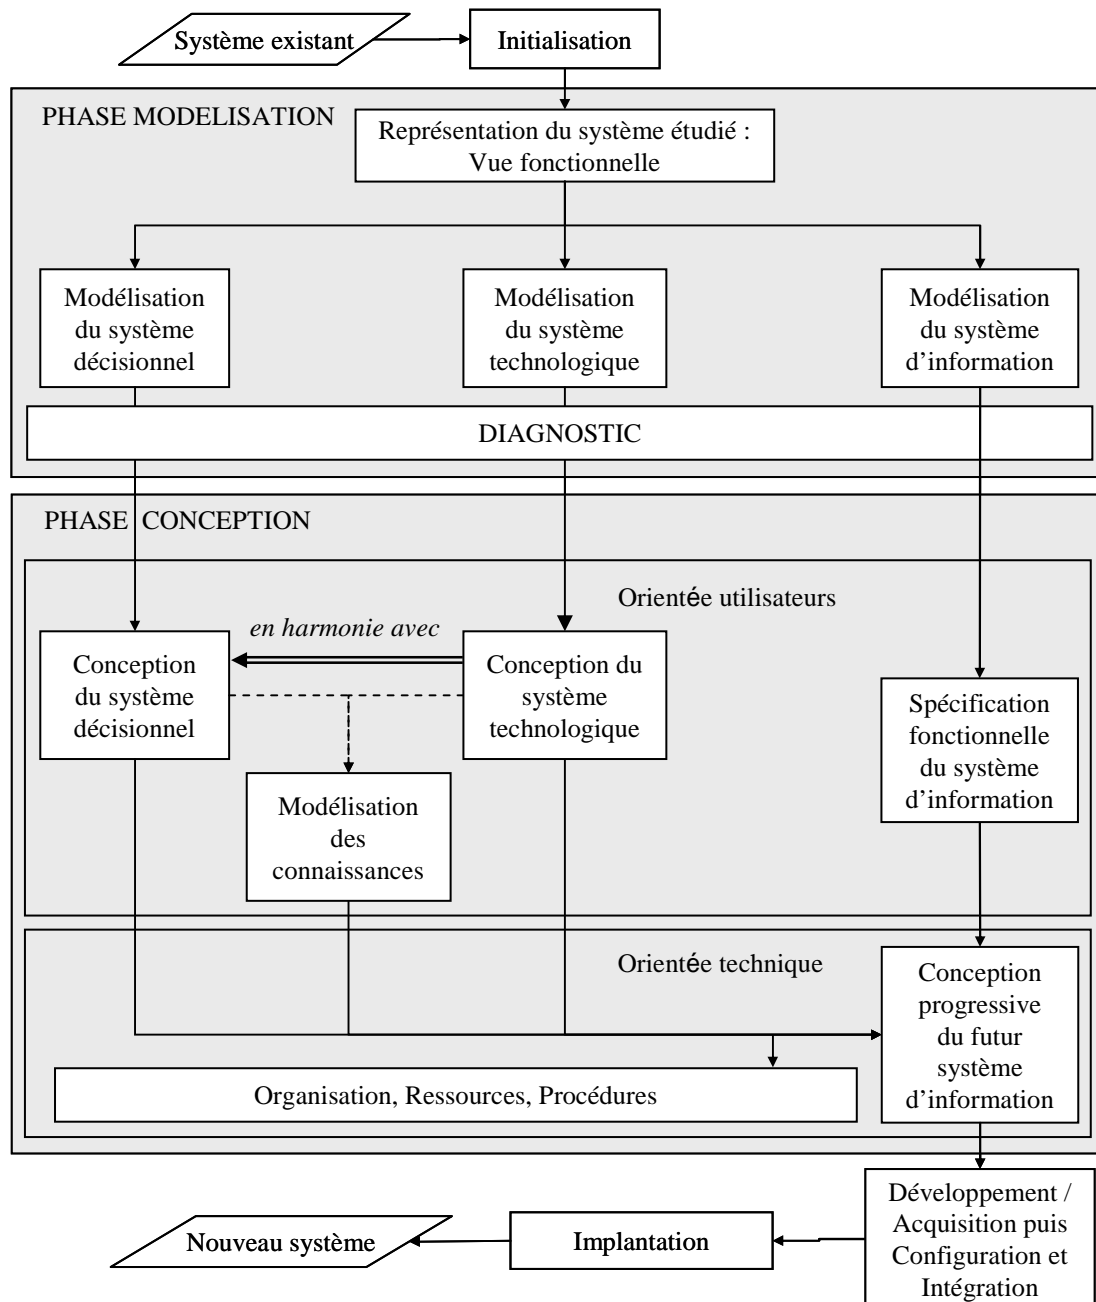 Système existant
Initialisation
PHASE MODELISATION
Représentation du système étudié :
Vue fonctionnelle
Modélisation
du système
décisionnel
Modélisation
du système
technologique
Modélisation
du système
d’information
DIAGNOSTIC
PHASE CONCEPTION
Orientée utilisateurs
en harmonie avec
Conception
du système
décisionnel
Conception du
système
technologique
Spécification
fonctionnelle
du système
d’information
Modélisation
des
connaissances
Orientée technique
Conception
progressive
du futur
système
d’information
Organisation, Ressources, Procédures
Développement /
Acquisition puis
Configuration et
Intégration
Implantation
Nouveau système